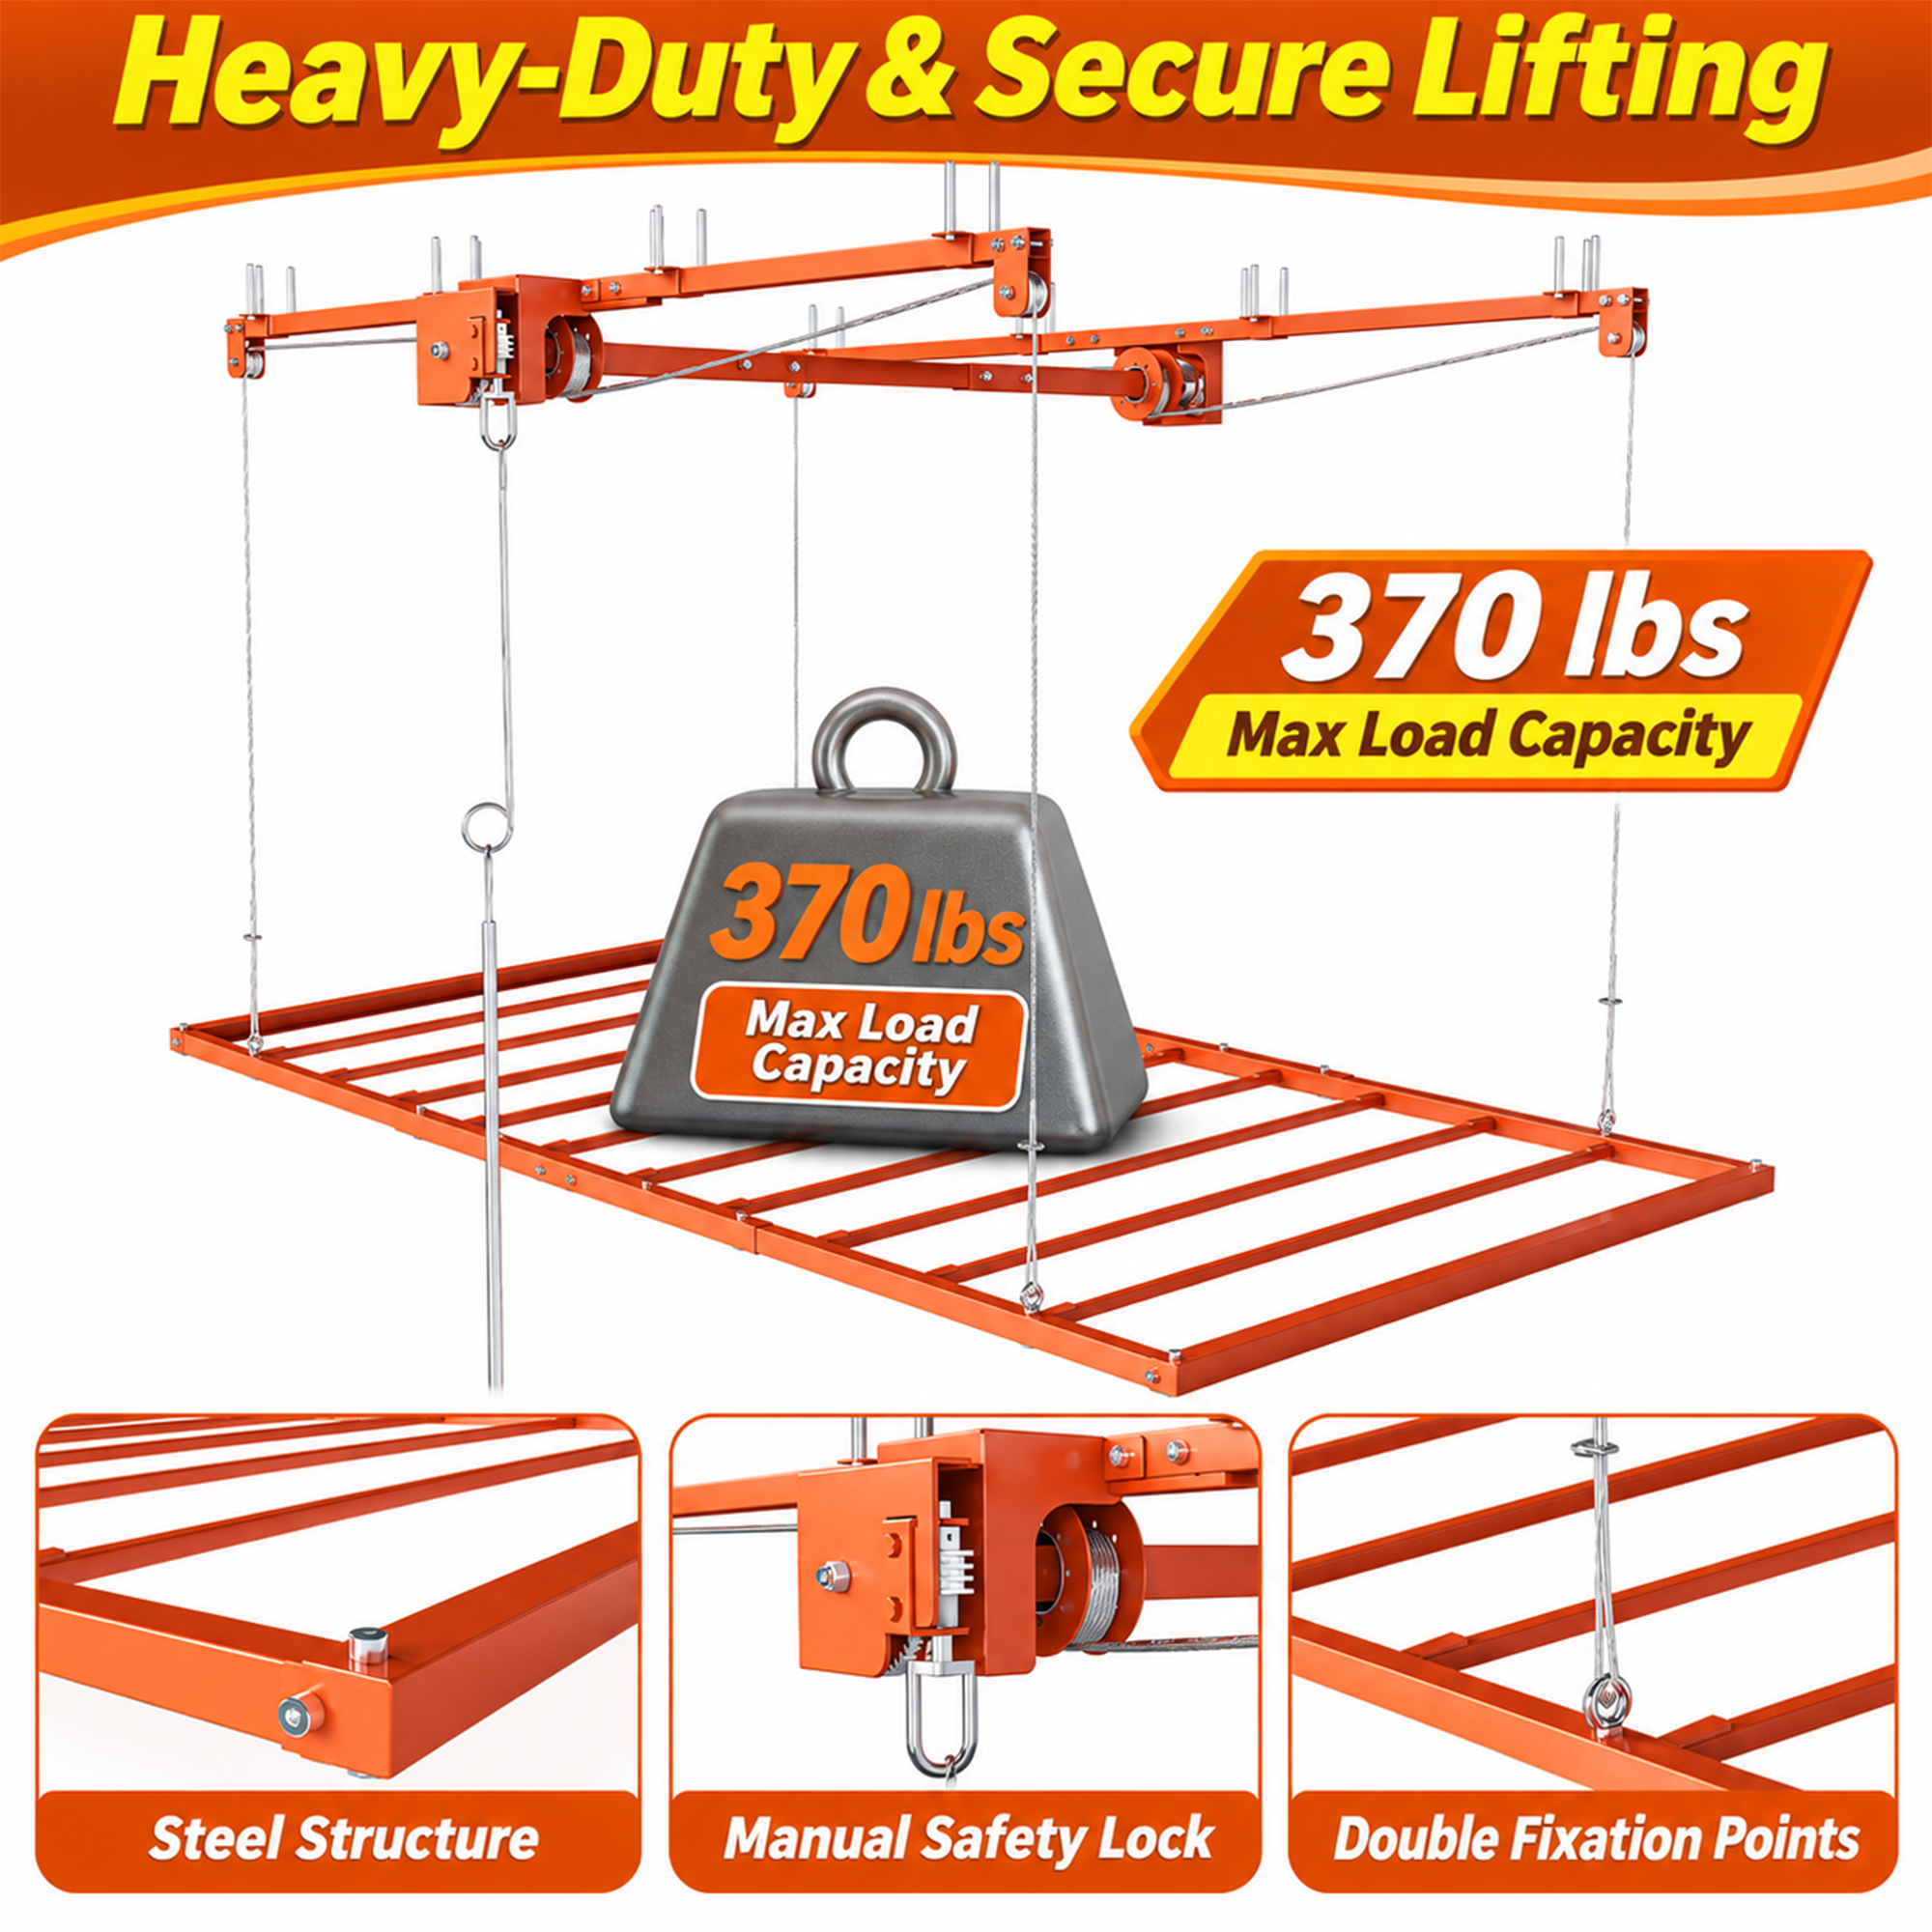 Heavy-Duty & Secure Lifting
370 lbs
Max Load Capacity
370 lbs
Max Load
Capacity
Steel Structure
Manual Safety Lock
Double Fixation Points